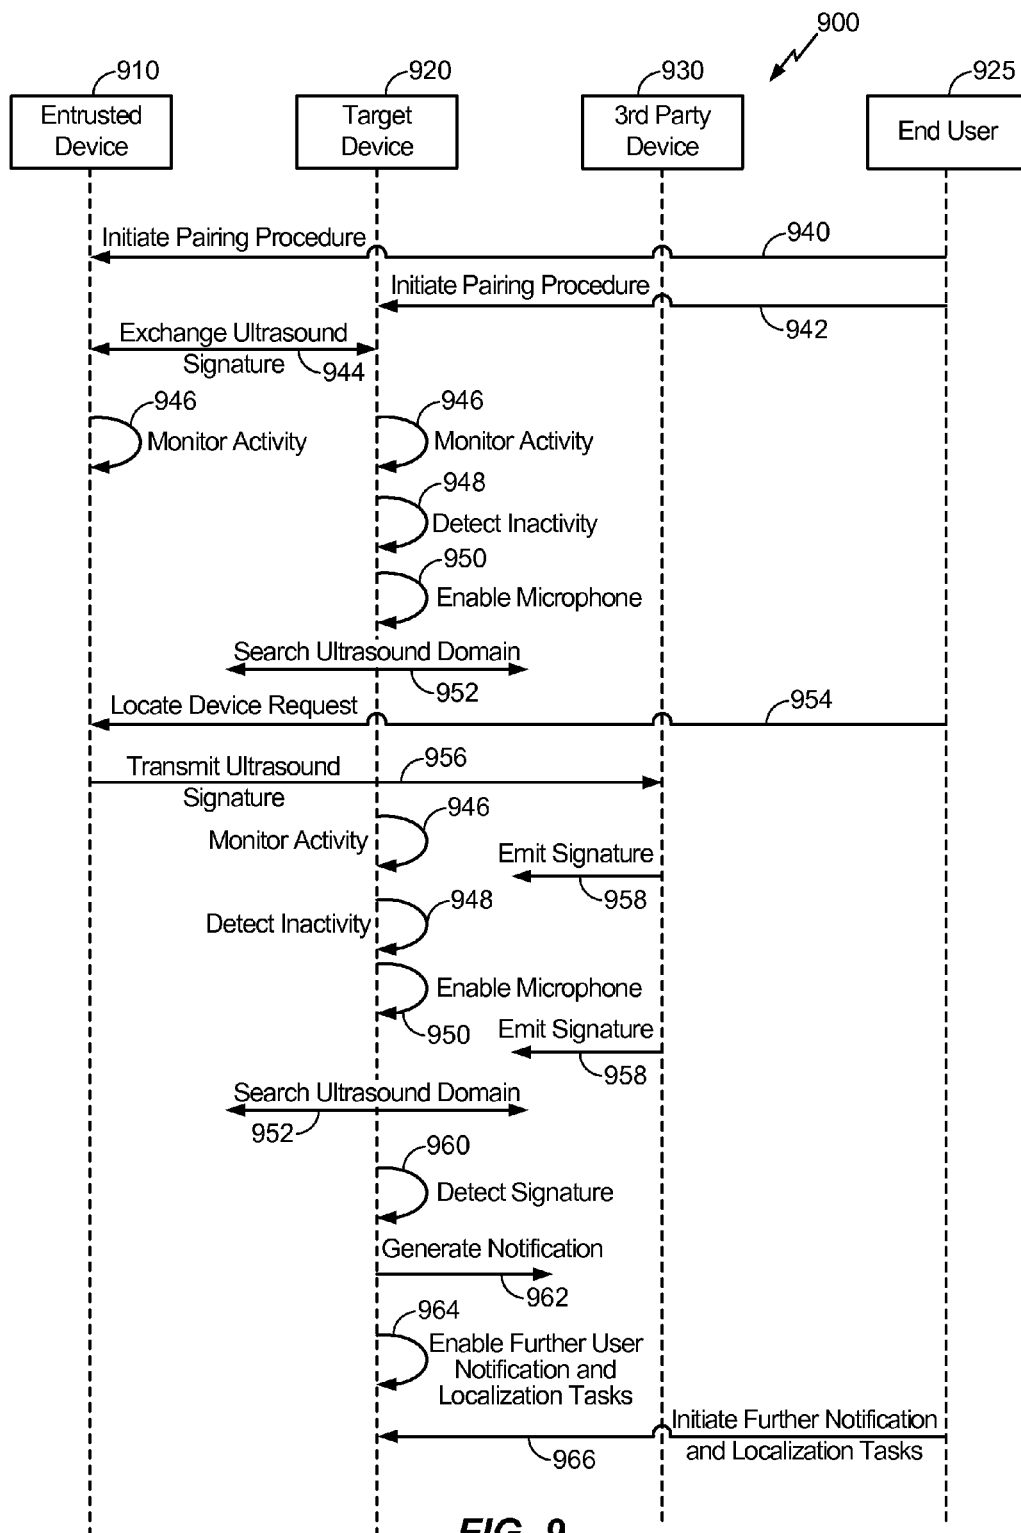 900
910
920
930
925
Entrusted
Device
Target
Device
3rd Party
Device
End User
Initiate Pairing Procedure
940
Initiate Pairing Procedure
942
Exchange Ultrasound
Signature
944
946
Monitor Activity
946
Monitor Activity
948
Detect Inactivity
950
Enable Microphone
Search Ultrasound Domain
952
Locate Device Request
954
Transmit Ultrasound
Signature
956
946
Monitor Activity
Emit Signature
958
948
Detect Inactivity
Enable Microphone
950
Emit Signature
958
Search Ultrasound Domain
952
960
Detect Signature
Generate Notification
962
964
Enable Further User
Notification and
Localization Tasks
Initiate Further Notification
and Localization Tasks
966
FIG. 9